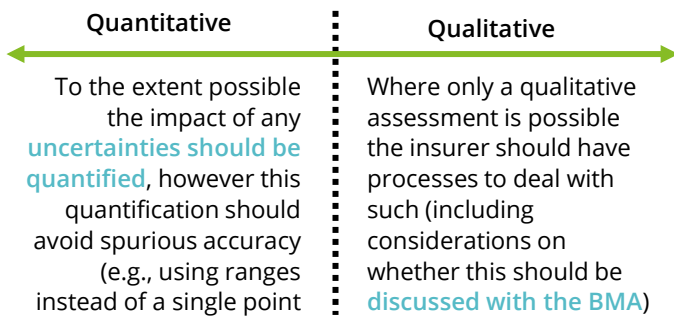 Quantitative
To the extent possible
the impact of any
uncertainties should be
quantified, however this
quantification should
avoid spurious accuracy
(e.g., using ranges
instead of a single point
Qualitative
Where only a qualitative
assessment is possible
the insurer should have
processes to deal with
such (including
considerations on
whether this should be
discussed with the BMA)